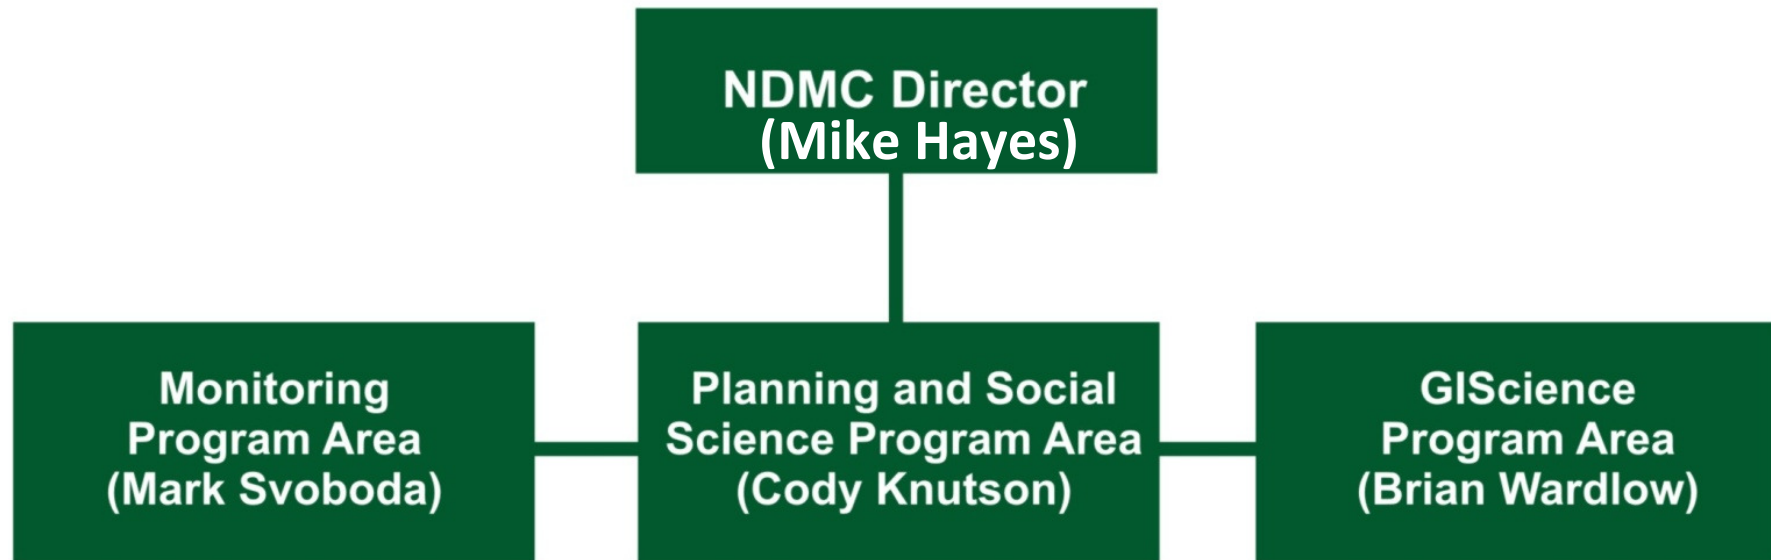 NDMC Director
(Mike Hayes)
Monitoring
Program Area
(Mark Svoboda)
Planning and Social
Science Program Area
(Cody Knutson)
GIScience
Program Area
(Brian Wardlow)